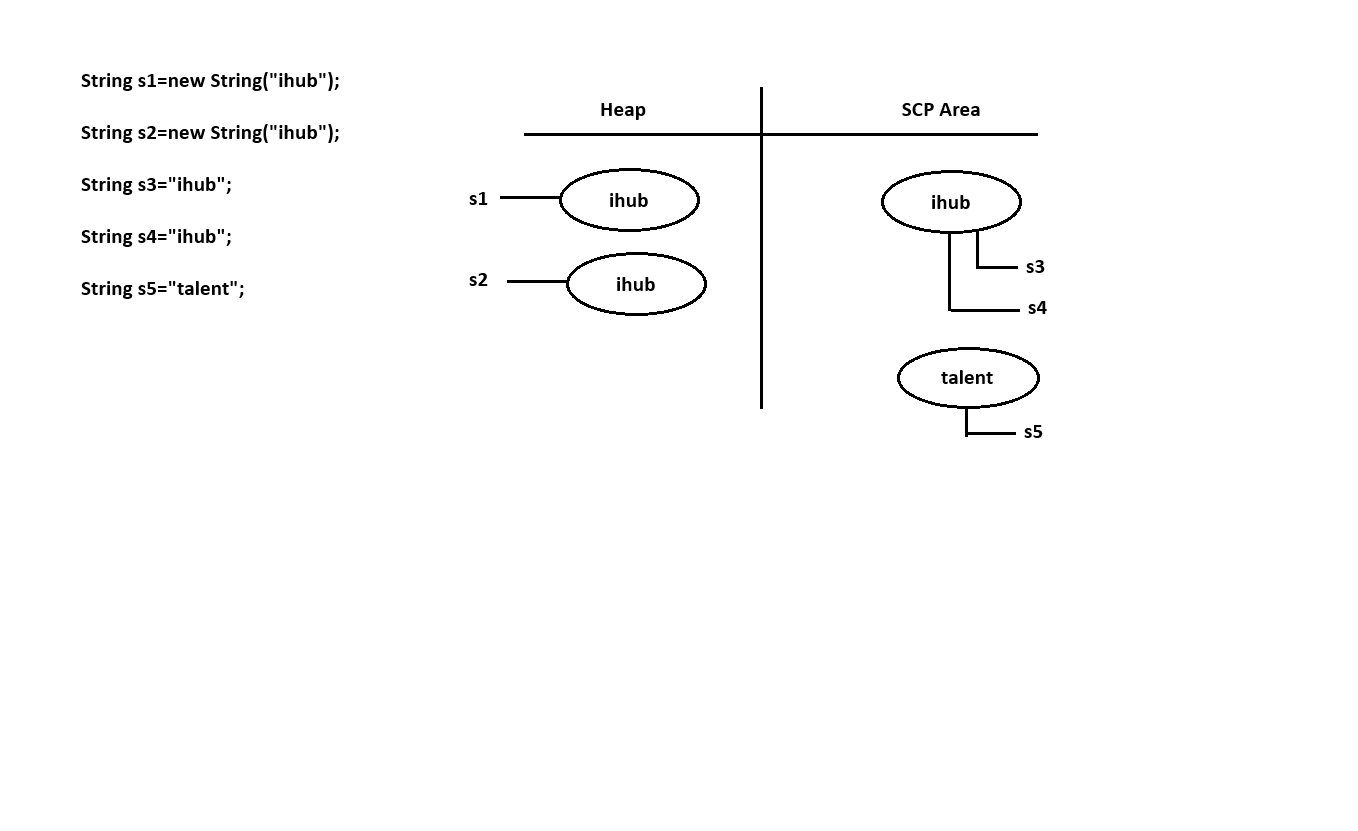 String s1=new String("ihub");
String s2=new String("ihub");
String s3="ihub";
String s4="ihub";
String s5="talent";
Heap
SCP Area
s1
ihub
s2
ihub
ihub
s3
s4
talent
s5